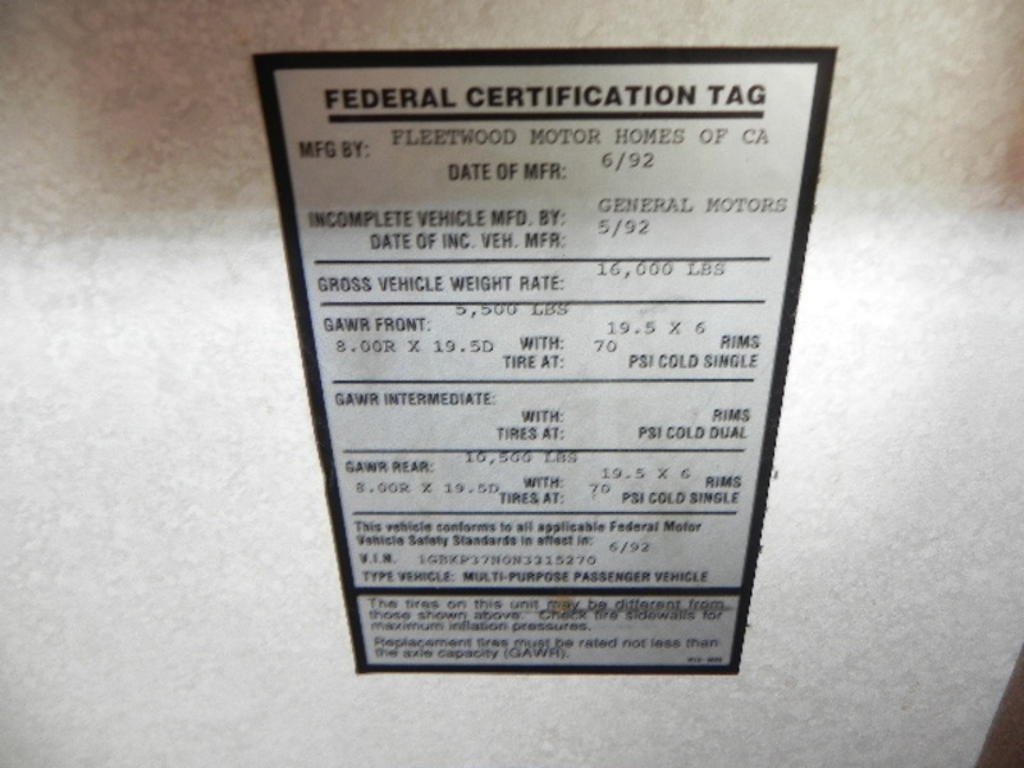 FEDERAL CERTIFICATION TAG
MFG BY: FLEETWOOD MOTOR HOMES OF CA
DATE OF MFR: 6/92
INCOMPLETE VEHICLE MFD. BY: GENERAL MOTORS
DATE OF INC. VEH. MFR: 5/92
GROSS VEHICLE WEIGHT RATE: 16,000 LBS
GAWR FRONT: 5,500 LBS
8.00R X 19.5D WITH: 19.5 X 6 RIMS
TIRE AT: 70 PSI COLD SINGLE
GAWR INTERMEDIATE:
WITH: RIMS
TIRES AT: PSI COLD DUAL
GAWR REAR: 10,500 LBS
8.00R X 19.5D WITH: 19.5 X 6 RIMS
TIRES AT: 70 PSI COLD SINGLE
This vehicle conforms to all applicable Federal Motor
Vehicle Safety Standards in effect in: 6/92
V.I.N. 1GBKP37N0N3315270
TYPE VEHICLE: MULTI-PURPOSE PASSENGER VEHICLE
The tires on this unit may be different from
those shown above. Check tire sidewalls for
maximum inflation pressures.
Replacement tires must be rated not less than
the axle capacity (GAWR).